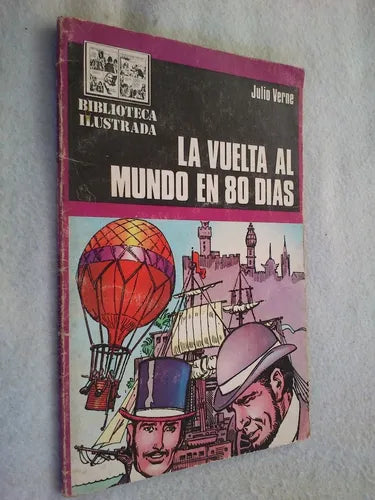 BIBLIOTECA
ILUSTRADA
Julio Verne
LA VUELTA AL
MUNDO EN 80 DIAS